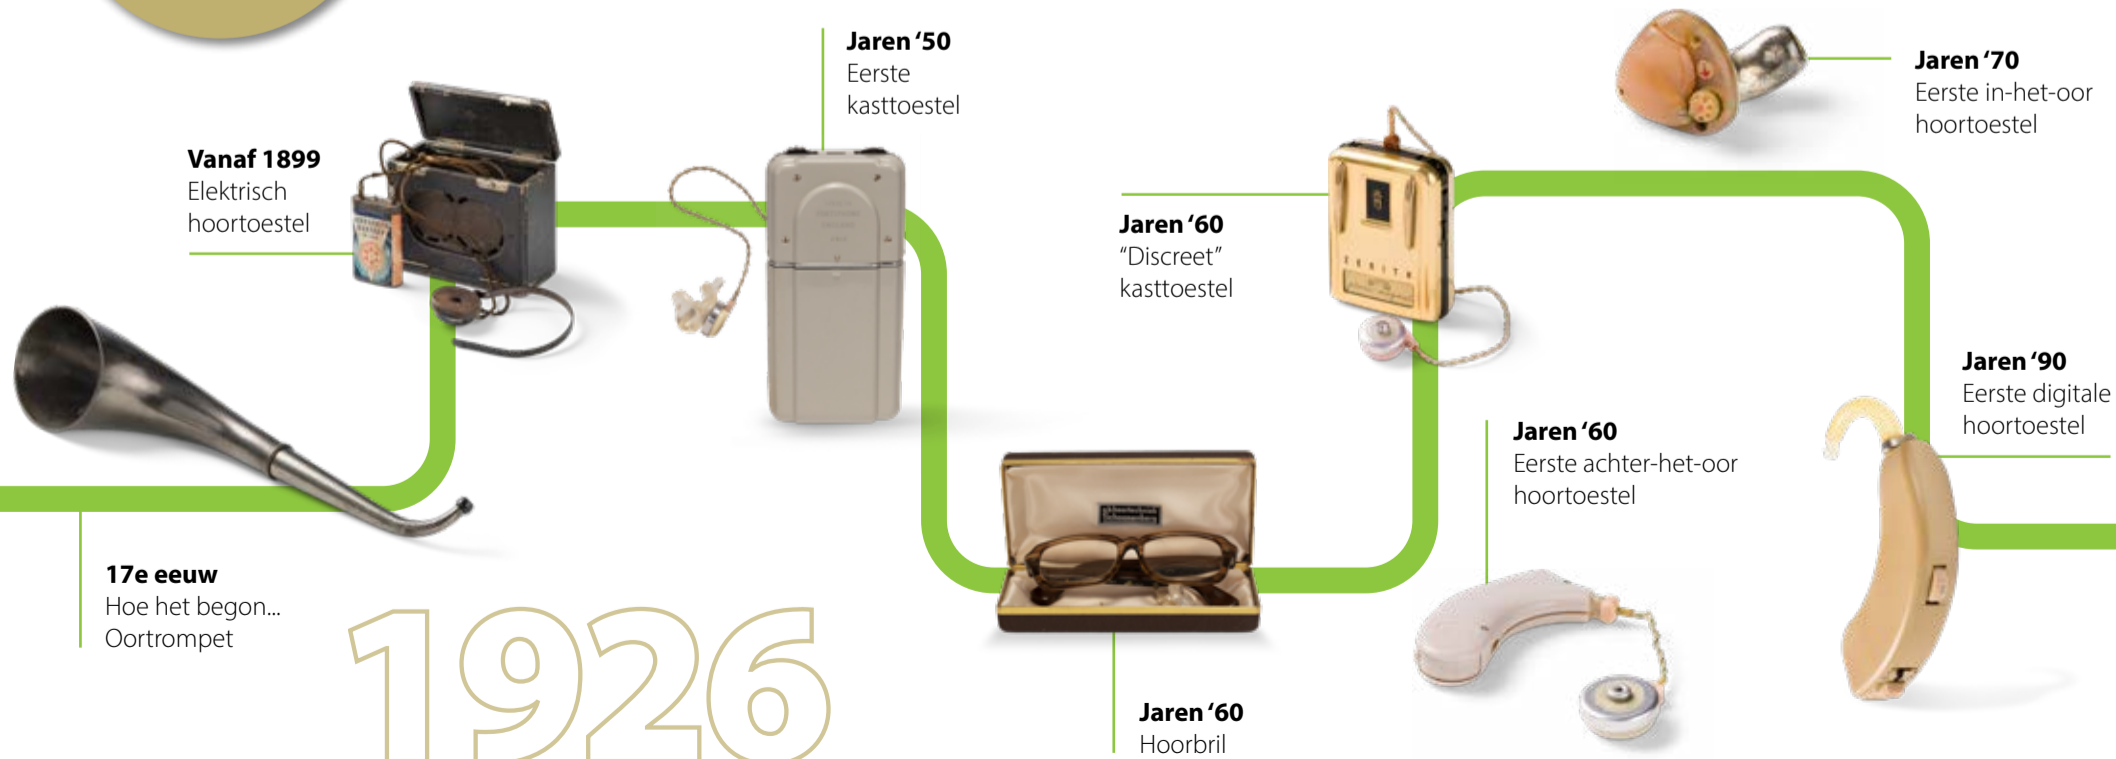 17e eeuw
Hoe het begon...
Oortrompet
Vanaf 1899
Elektrisch
hoortoestel
1926
Jaren ‘50
Eerste
kasttoestel
Jaren ‘60
Hoorbril
Jaren ‘60
“Discreet”
kasttoestel
ZENITH
Jaren ‘60
Eerste achter-het-oor
hoortoestel
Jaren ‘70
Eerste in-het-oor
hoortoestel
Jaren ‘90
Eerste digitale
hoortoestel